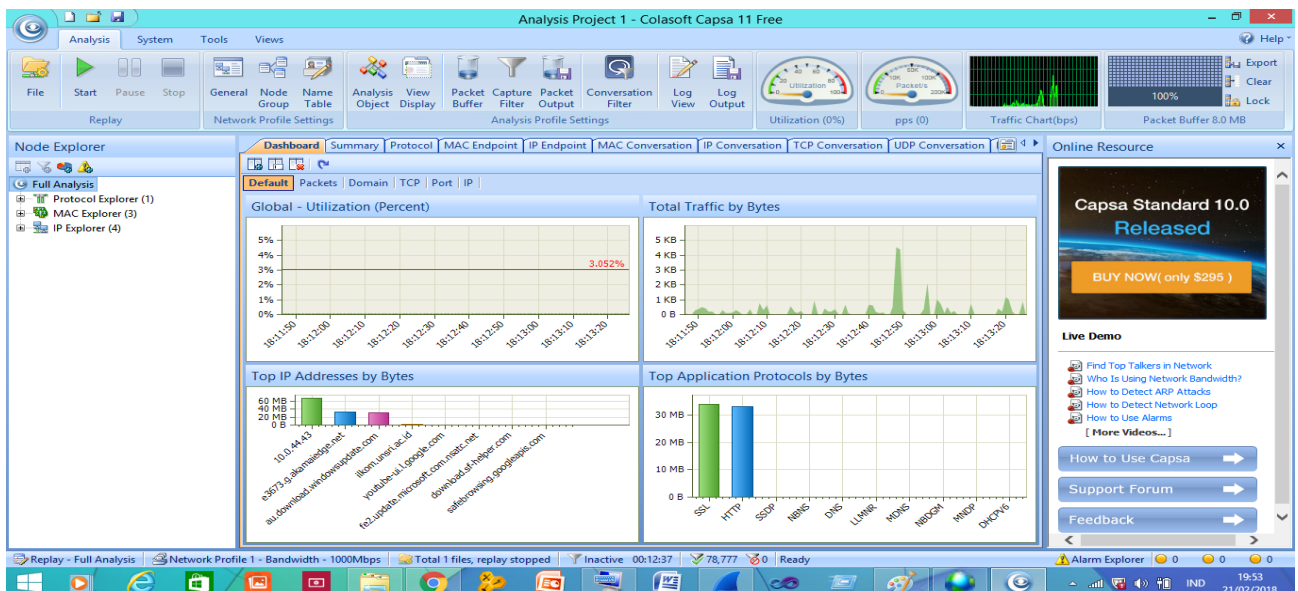 Analysis Project 1 - Colasoft Capsa 11 Free
Analysis System Tools Views Help
File Start Pause Stop General Node Group Name Table Analysis Object View Display Packet Buffer Capture Filter Packet Output Conversation Filter Log View Log Output
20 40 60 80 100 0 Utilization
0 10K 50K 100K 200K Packet/s
100%
Export
Clear
Lock
Replay Network Profile Settings Analysis Profile Settings Utilization (0%) pps (0) Traffic Chart(bps) Packet Buffer 8.0 MB
Node Explorer
Full Analysis
Protocol Explorer (1)
MAC Explorer (3)
IP Explorer (4)
Dashboard Summary Protocol MAC Endpoint IP Endpoint MAC Conversation IP Conversation TCP Conversation UDP Conversation
Default Packets Domain TCP Port IP
Global - Utilization (Percent)
5%
4%
3% 3.052%
2%
1%
0%
18:11:50 18:12:00 18:12:10 18:12:20 18:12:30 18:12:40 18:12:50 18:13:00 18:13:10 18:13:20
Total Traffic by Bytes
5 KB
4 KB
3 KB
2 KB
1 KB
0 B
18:11:50 18:12:00 18:12:10 18:12:20 18:12:30 18:12:40 18:12:50 18:13:00 18:13:10 18:13:20
Top IP Addresses by Bytes
60 MB
40 MB
20 MB
0 B
10.0.44.43 e3673.g.akamaiedge.net au.download.windowsupdate.com ilkom.unsri.ac.id youtube-ui.l.google.com fe2.update.microsoft.com.nsatc.net download.sf-helper.com safebrowsing.googleapis.com
Top Application Protocols by Bytes
30 MB
20 MB
10 MB
0 B
SSL HTTP SSDP NBNS DNS LLMNR MDNS NBDGM MNDP DHCPV6
Online Resource
Capsa Standard 10.0
Released
BUY NOW( only $295 )
Live Demo
Find Top Talkers in Network
Who Is Using Network Bandwidth?
How to Detect ARP Attacks
How to Detect Network Loop
How to Use Alarms
[ More Videos... ]
How to Use Capsa
Support Forum
Feedback
Replay - Full Analysis Network Profile 1 - Bandwidth - 1000Mbps Total 1 files, replay stopped Inactive 00:12:37 78,777 0 Ready Alarm Explorer 0 0 0
IND 19:53
21/02/2018